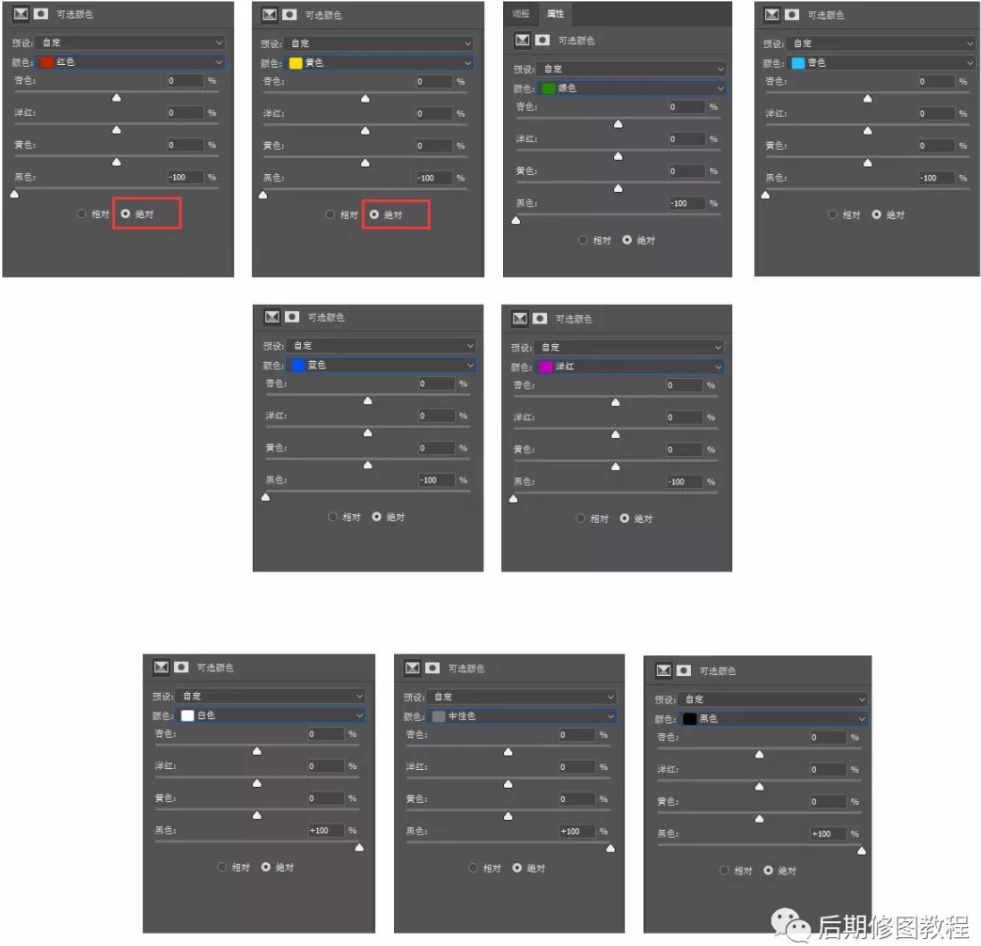 可选颜色
预设: 自定
颜色: 红色
青色: 0 %
洋红: 0 %
黄色: 0 %
黑色: -100 %
相对 绝对
可选颜色
预设: 自定
颜色: 黄色
青色: 0 %
洋红: 0 %
黄色: 0 %
黑色: -100 %
相对 绝对
调整 属性
可选颜色
预设: 自定
颜色: 绿色
青色: 0 %
洋红: 0 %
黄色: 0 %
黑色: -100 %
相对 绝对
可选颜色
预设: 自定
颜色: 青色
青色: 0 %
洋红: 0 %
黄色: 0 %
黑色: -100 %
相对 绝对
可选颜色
预设: 自定
颜色: 蓝色
青色: 0 %
洋红: 0 %
黄色: 0 %
黑色: -100 %
相对 绝对
可选颜色
预设: 自定
颜色: 洋红
青色: 0 %
洋红: 0 %
黄色: 0 %
黑色: -100 %
相对 绝对
可选颜色
预设: 自定
颜色: 白色
青色: 0 %
洋红: 0 %
黄色: 0 %
黑色: +100 %
相对 绝对
可选颜色
预设: 自定
颜色: 中性色
青色: 0 %
洋红: 0 %
黄色: 0 %
黑色: +100 %
相对 绝对
可选颜色
预设: 自定
颜色: 黑色
青色: 0 %
洋红: 0 %
黄色: 0 %
黑色: +100 %
相对 绝对
后期修图教程